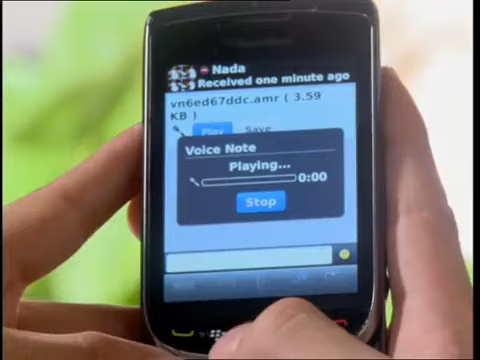 Nada
Received one minute ago
vn6ed67ddc.amr ( 3.59
KB )
Play Save
Voice Note
Playing...
0:00
Stop